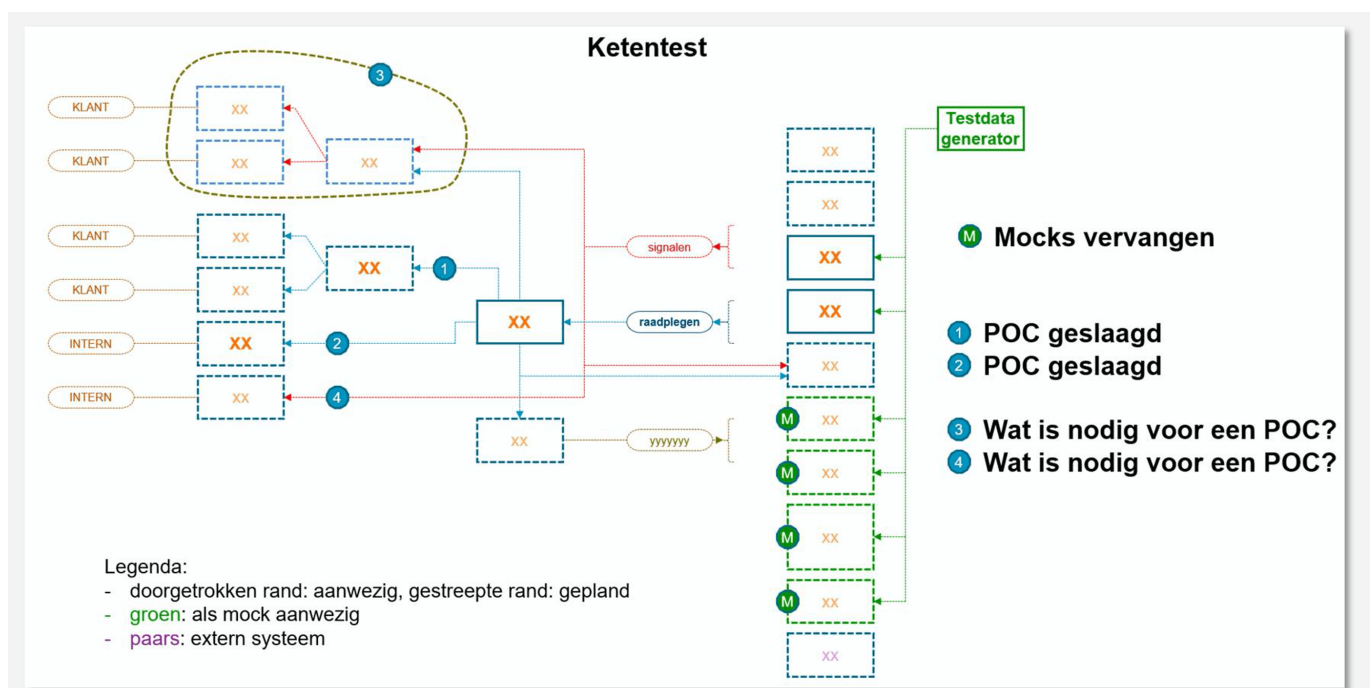 Ketentest
3
KLANT
XX
KLANT
XX
XX
Testdata
generator
XX
XX
KLANT
XX
signalen
M Mocks vervangen
XX
1
XX
KLANT
XX
XX
XX
raadplegen
1 POC geslaagd
INTERN
XX
2
2 POC geslaagd
XX
INTERN
XX
4
M
XX
3 Wat is nodig voor een POC?
XX
yyyyyyy
4 Wat is nodig voor een POC?
M
XX
M
XX
Legenda:
- doorgetrokken rand: aanwezig, gestreepte rand: gepland
- groen: als mock aanwezig
- paars: extern systeem
M
XX
XX